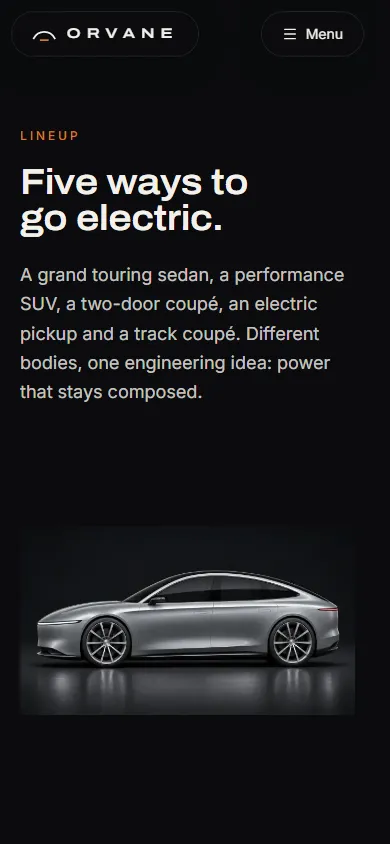 ORVANE
Menu
LINEUP
Five ways to
go electric.
A grand touring sedan, a performance
SUV, a two-door coupé, an electric
pickup and a track coupé. Different
bodies, one engineering idea: power
that stays composed.